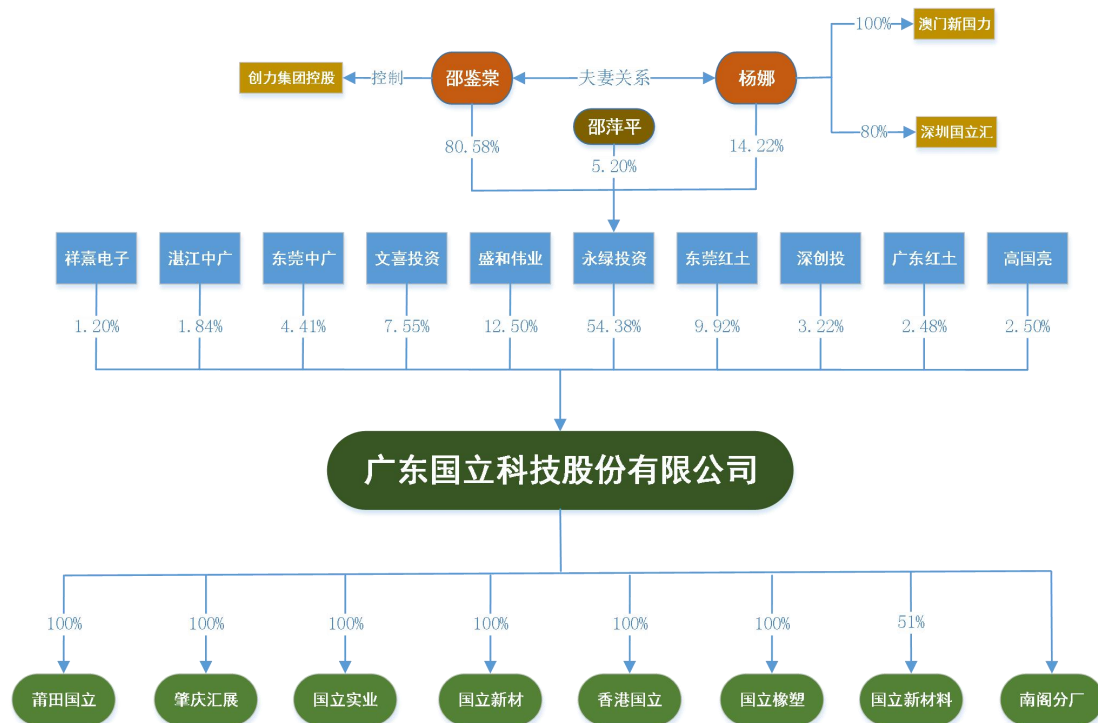 100%
澳门新国力
创力集团控股
控制
邵鉴棠
夫妻关系
杨娜
邵萍平
80%
深圳国立汇
80.58%
5.20%
14.22%
祥熹电子
湛江中广
东莞中广
文喜投资
盛和伟业
永绿投资
东莞红土
深创投
广东红土
高国亮
1.20%
1.84%
4.41%
7.55%
12.50%
54.38%
9.92%
3.22%
2.48%
2.50%
广东国立科技股份有限公司
100%
100%
100%
100%
100%
100%
51%
莆田国立
肇庆汇展
国立实业
国立新材
香港国立
国立橡塑
国立新材料
南阁分厂